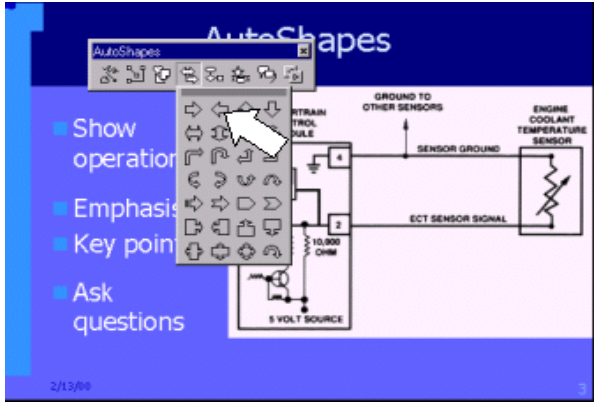 AutoShapes
AutoShapes
Show
operation
Emphasis
Key point
Ask
questions
GROUND TO
OTHER SENSORS
ENGINE
COOLANT
TEMPERATURE
SENSOR
SENSOR GROUND
4
ECT SENSOR SIGNAL
2
10,000
OHM
5 VOLT SOURCE
2/13/00
3